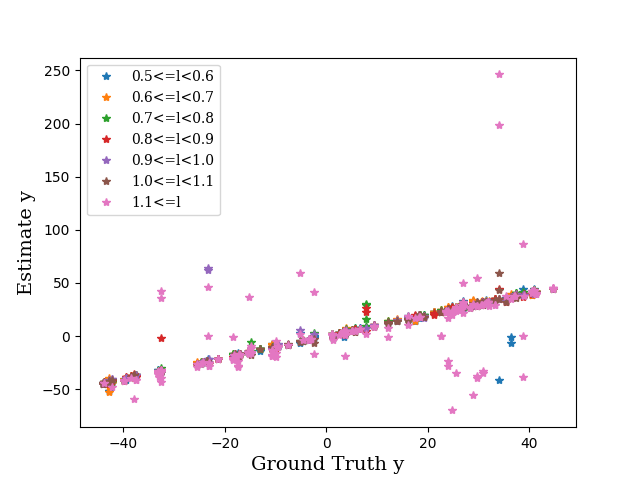 250
200
150
100
50
0
−50
Estimate y
0.5<=l<0.6
0.6<=l<0.7
0.7<=l<0.8
0.8<=l<0.9
0.9<=l<1.0
1.0<=l<1.1
1.1<=l
−40 −20 0 20 40
Ground Truth y